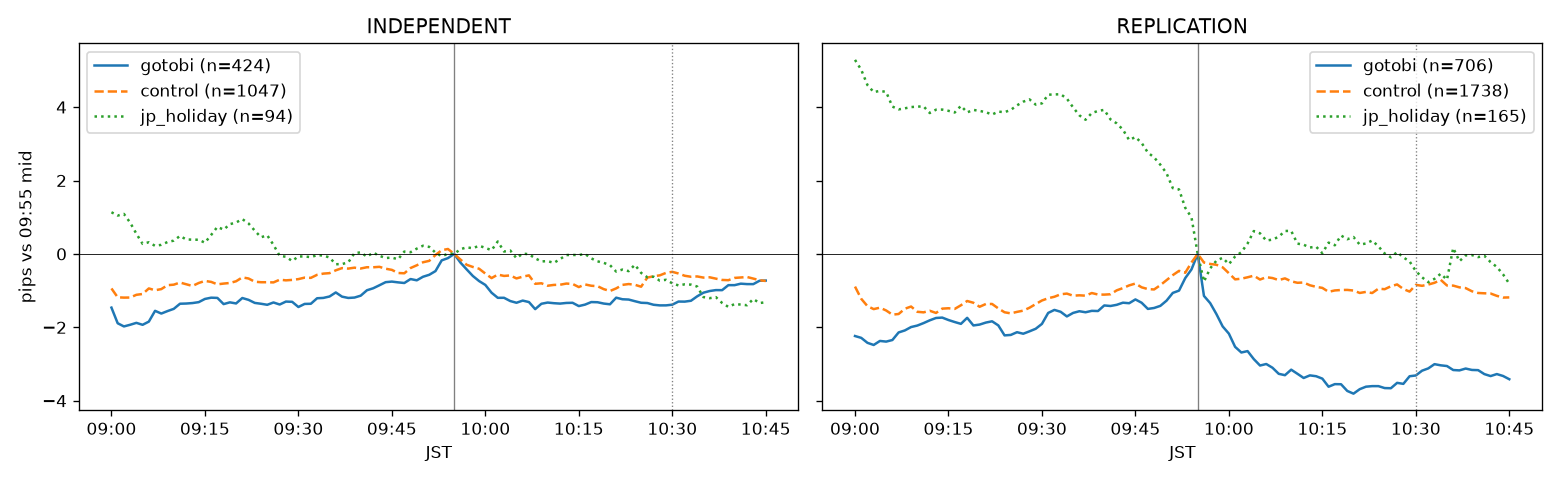 INDEPENDENT
gotobi (n=424)
control (n=1047)
jp_holiday (n=94)
pips vs 09:55 mid
4
2
0
−2
−4
09:00 09:15 09:30 09:45 10:00 10:15 10:30 10:45
JST
REPLICATION
gotobi (n=706)
control (n=1738)
jp_holiday (n=165)
09:00 09:15 09:30 09:45 10:00 10:15 10:30 10:45
JST